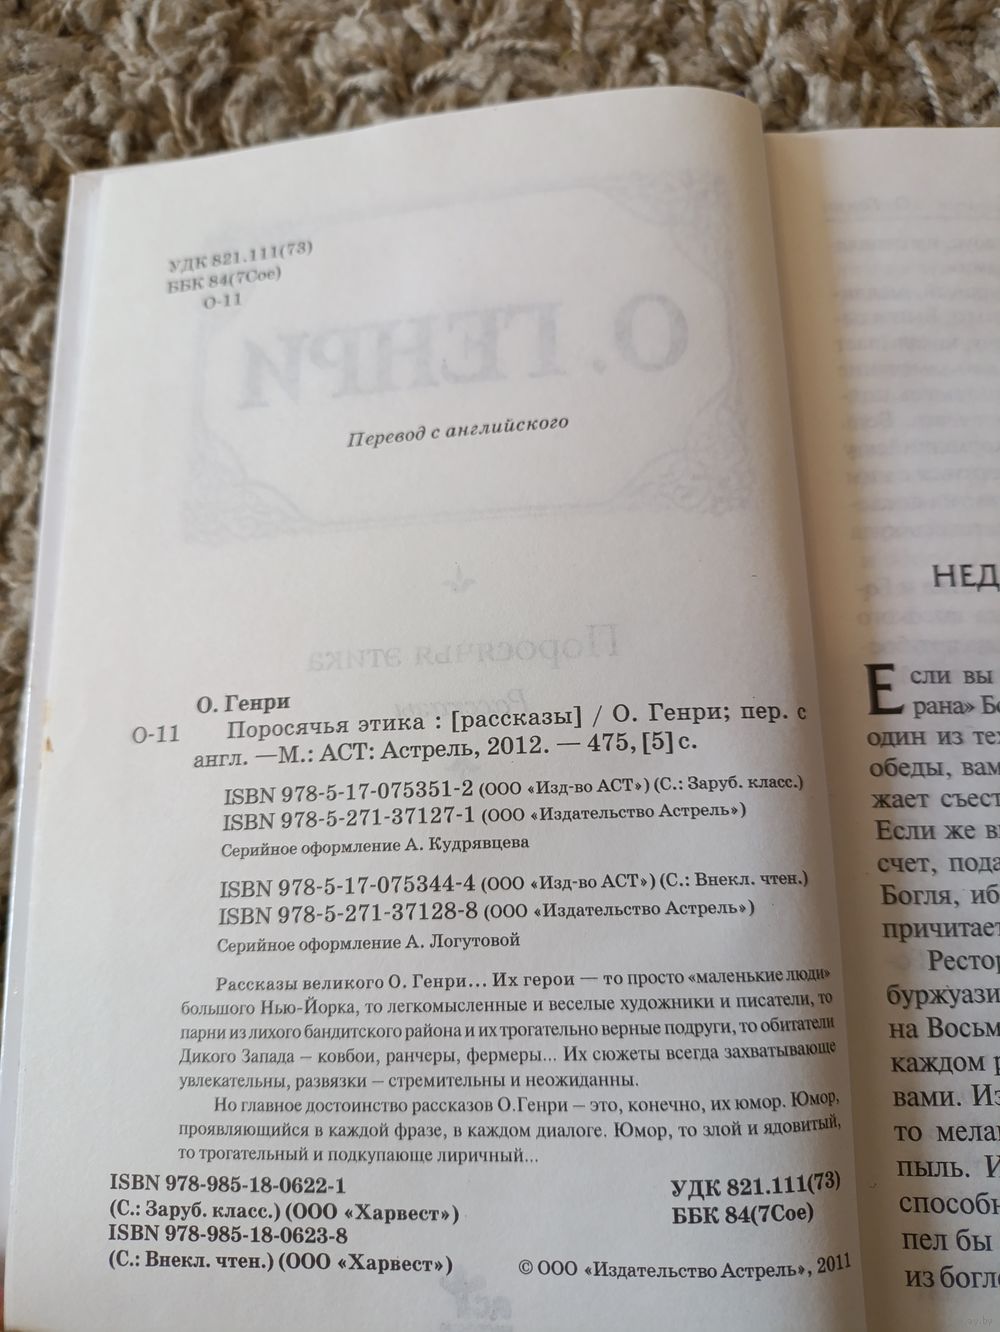 УДК 821.111(73)
ББК 84(7Сое)
О-11
О. ГЕНРИ
Перевод с английского
Поросячья этика
Рассказы
О. Генри
О-11 Поросячья этика : [рассказы] / О. Генри; пер. с
англ. —М.: АСТ: Астрель, 2012. — 475, [5] с.
ISBN 978-5-17-075351-2 (ООО «Изд-во АСТ») (С.: Заруб. класс.)
ISBN 978-5-271-37127-1 (ООО «Издательство Астрель»)
Серийное оформление А. Кудрявцева
ISBN 978-5-17-075344-4 (ООО «Изд-во АСТ») (С.: Внекл. чтен.)
ISBN 978-5-271-37128-8 (ООО «Издательство Астрель»)
Серийное оформление А. Логутовой
Рассказы великого О. Генри... Их герои — то просто «маленькие люди»
большого Нью-Йорка, то легкомысленные и веселые художники и писатели, то
парни из лихого бандитского района и их трогательно верные подруги, то обитатели
Дикого Запада – ковбои, ранчеры, фермеры... Их сюжеты всегда захватывающе
увлекательны, развязки – стремительны и неожиданны.
Но главное достоинство рассказов О.Генри – это, конечно, их юмор. Юмор,
проявляющийся в каждой фразе, в каждом диалоге. Юмор, то злой и ядовитый,
то трогательный и подкупающе лиричный...
ISBN 978-985-18-0622-1
(С.: Заруб. класс.) (ООО «Харвест»)
ISBN 978-985-18-0623-8
(С.: Внекл. чтен.) (ООО «Харвест»)
УДК 821.111(73)
ББК 84(7Сое)
© ООО «Издательство Астрель», 2011
НЕД
Если вы
рана» Бо
один из тех
обеды, вам
жает съест
Если же в
счет, пода
Богля, иб
причитает
Рестор
буржуази
на Восьм
каждом р
вами. Из
то мела
пыль. И
способн
пел бы
из богл